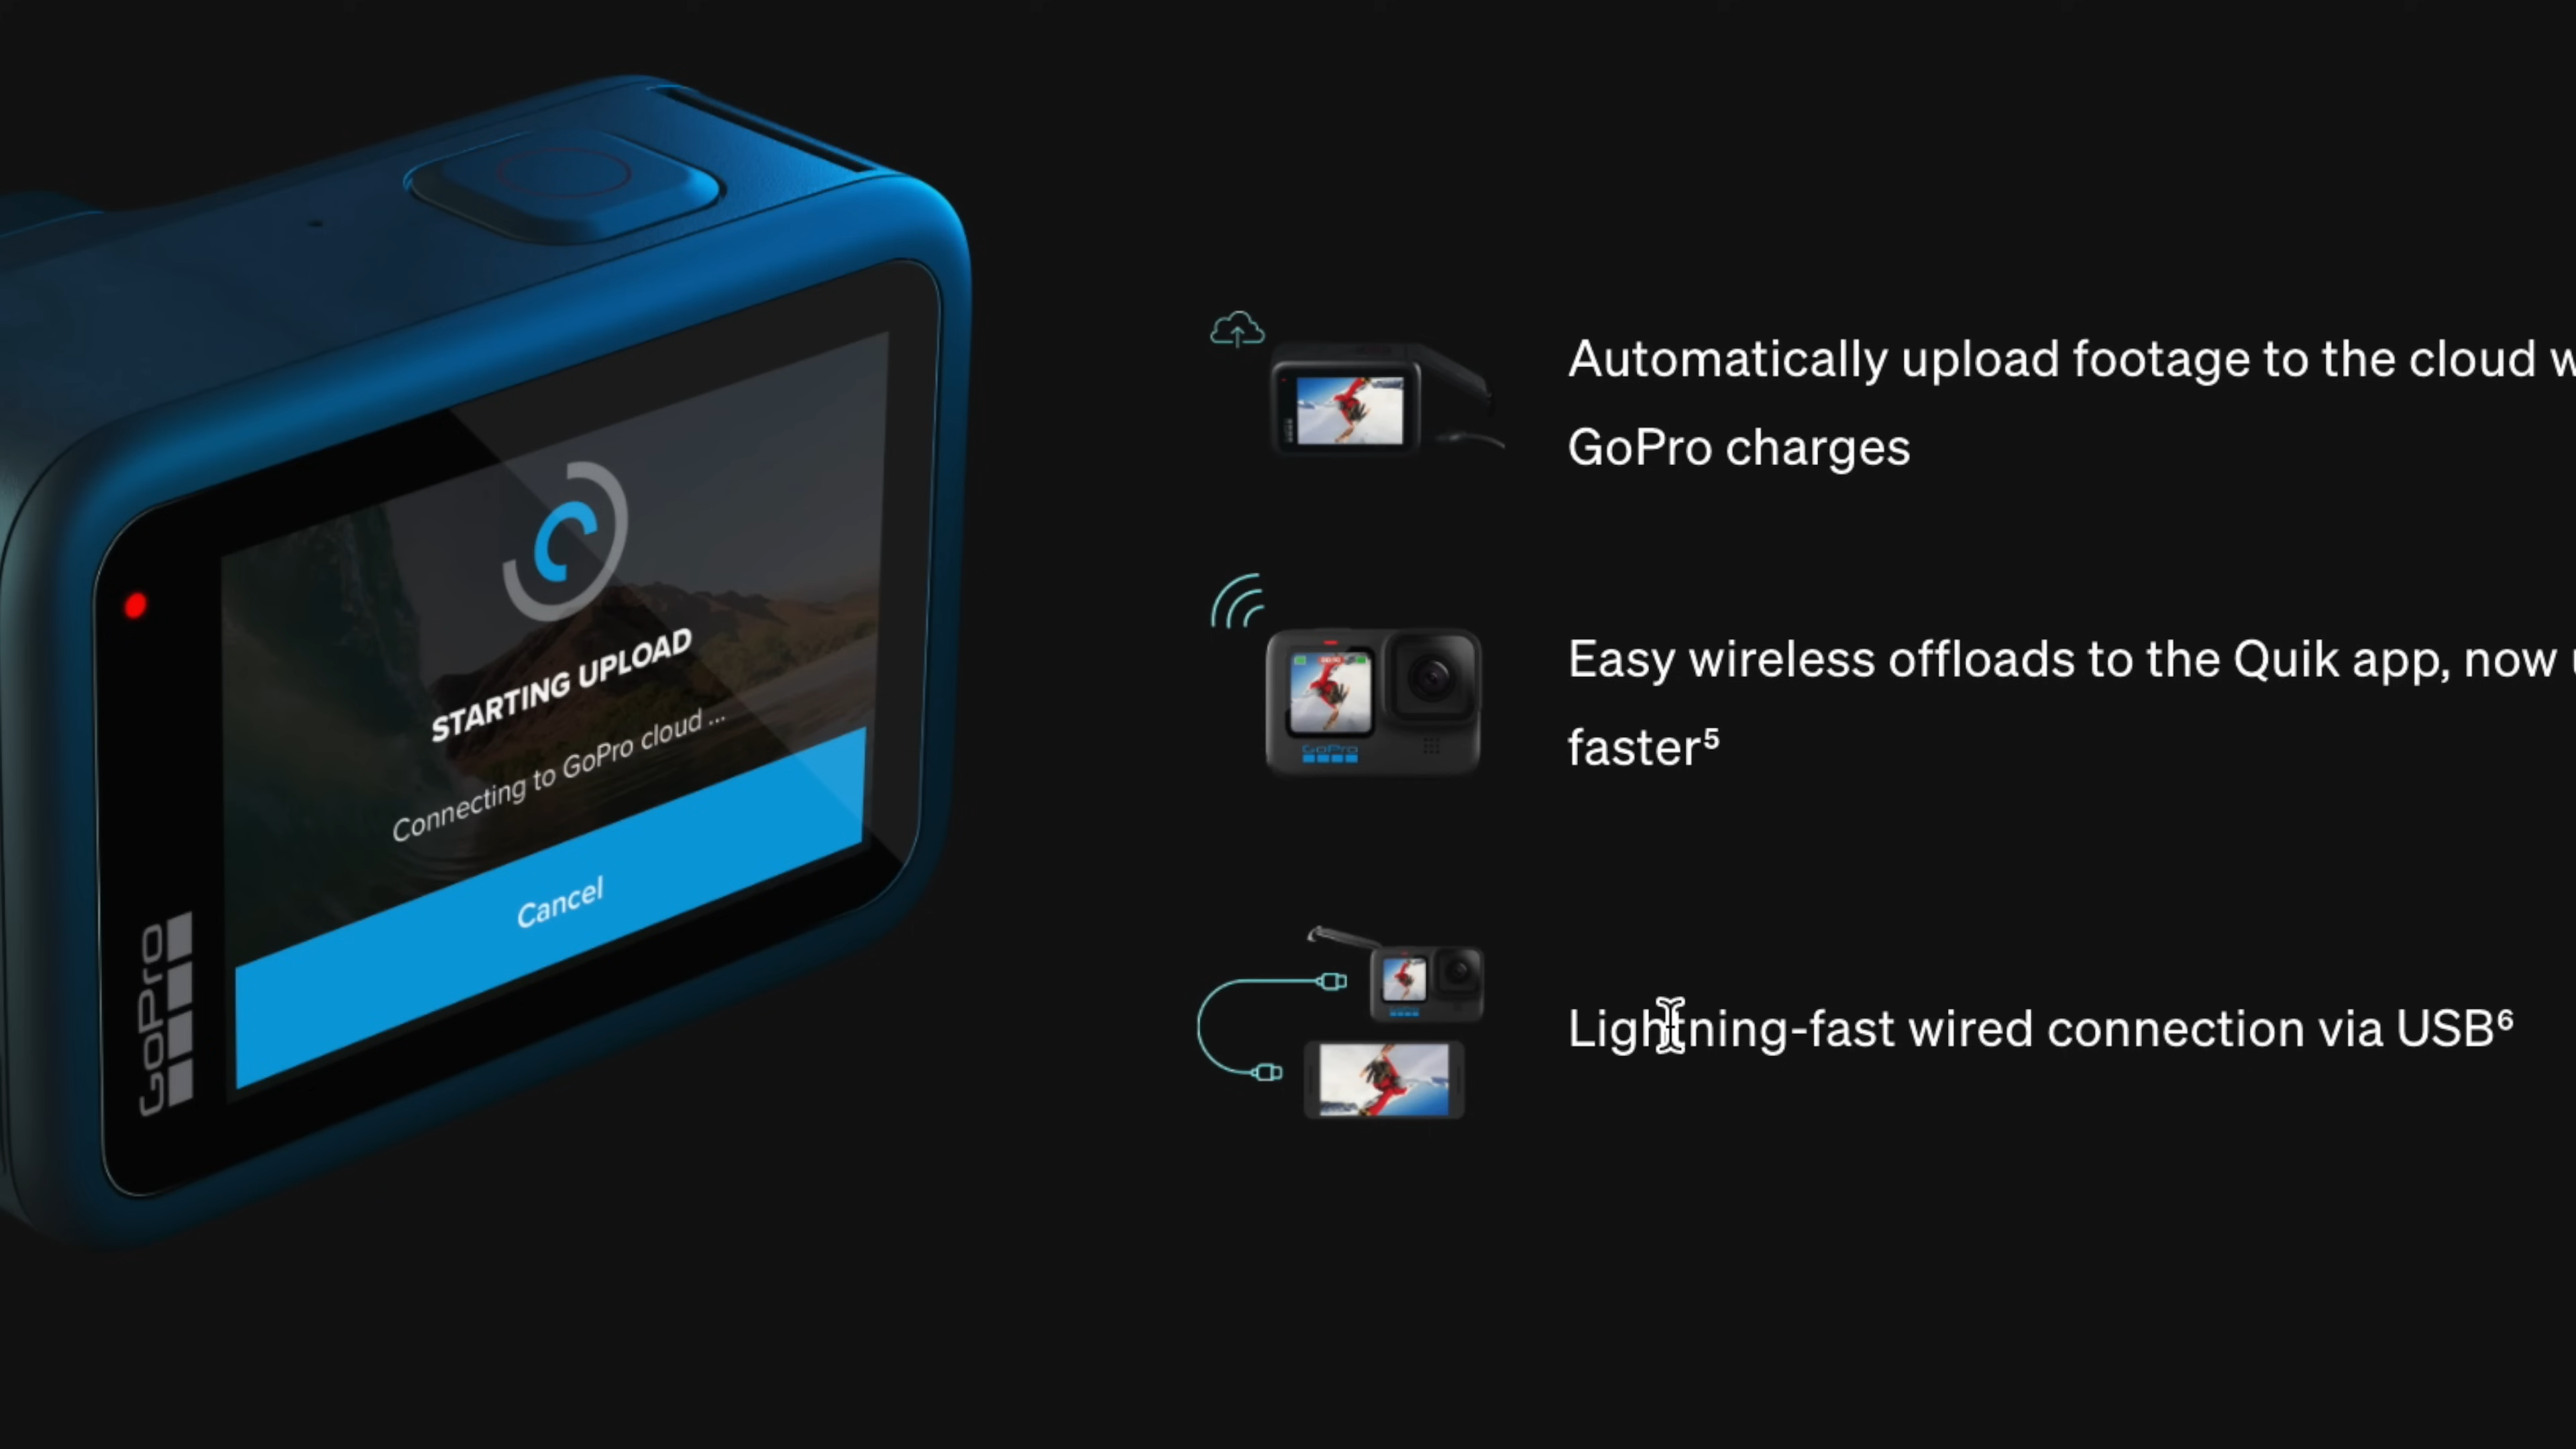 STARTING UPLOAD
Connecting to GoPro cloud ...
Cancel
GoPro
Automatically upload footage to the cloud
GoPro charges
Easy wireless offloads to the Quik app, now
faster⁵
GoPro
Lightning-fast wired connection via USB⁶